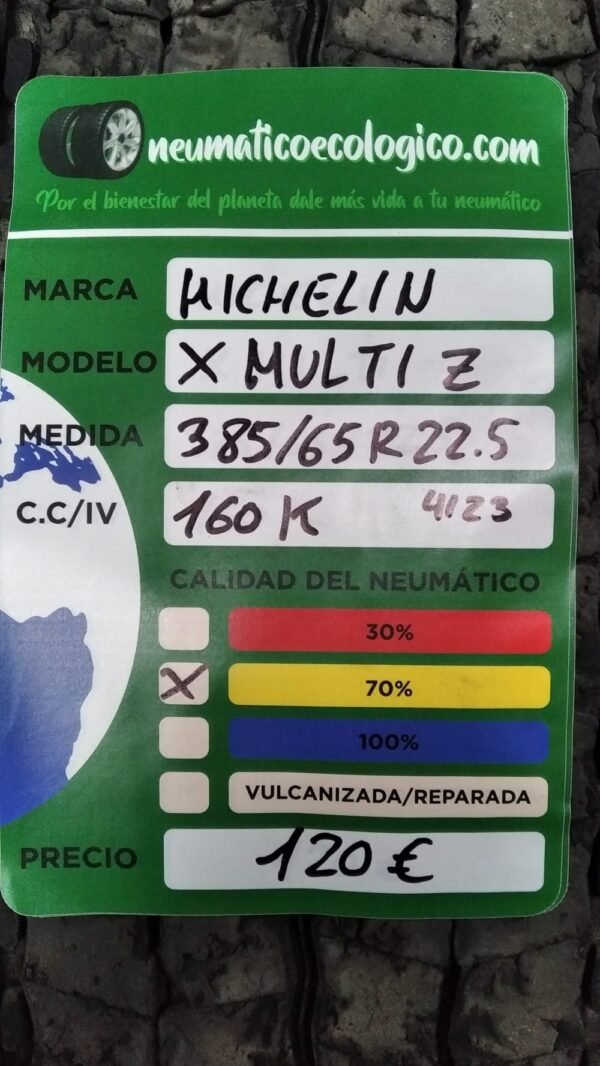 neumaticoecologico.com
Por el bienestar del planeta dale más vida a tu neumático
MARCA MICHELIN
MODELO X MULTI Z
MEDIDA 385/65 R 22.5
C.C/IV 160 K 4123
CALIDAD DEL NEUMÁTICO
30%
X 70%
100%
VULCANIZADA/REPARADA
PRECIO 120 €